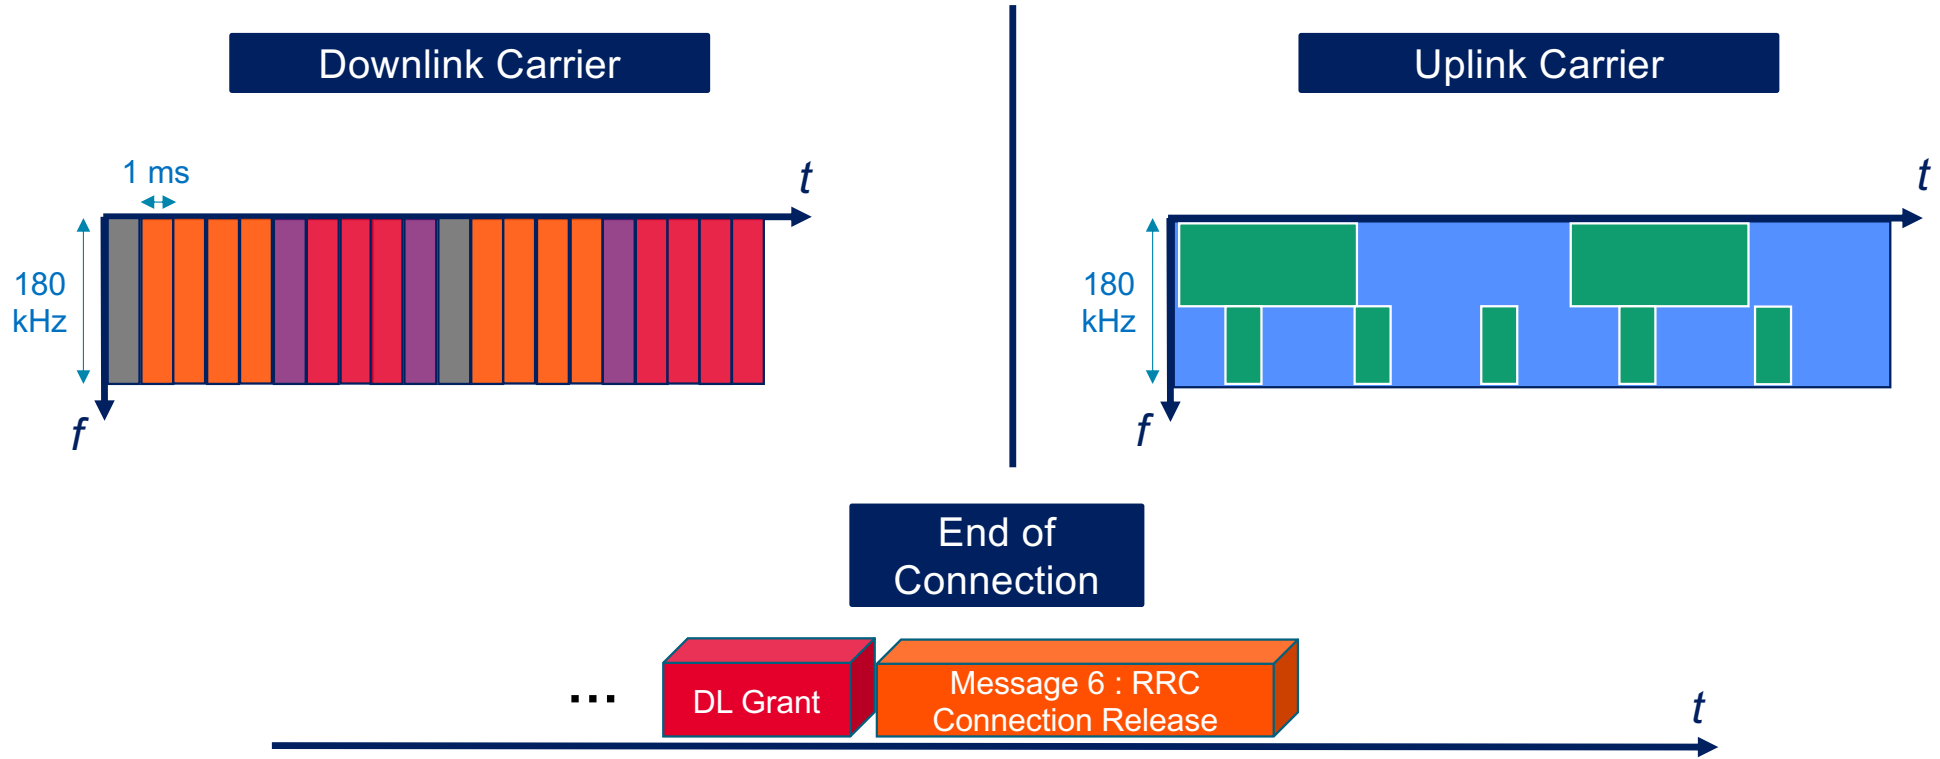 Downlink Carrier
Uplink Carrier
1 ms
t
t
180
kHz
180
kHz
f
f
End of
Connection
...
DL Grant
Message 6 : RRC
Connection Release
t